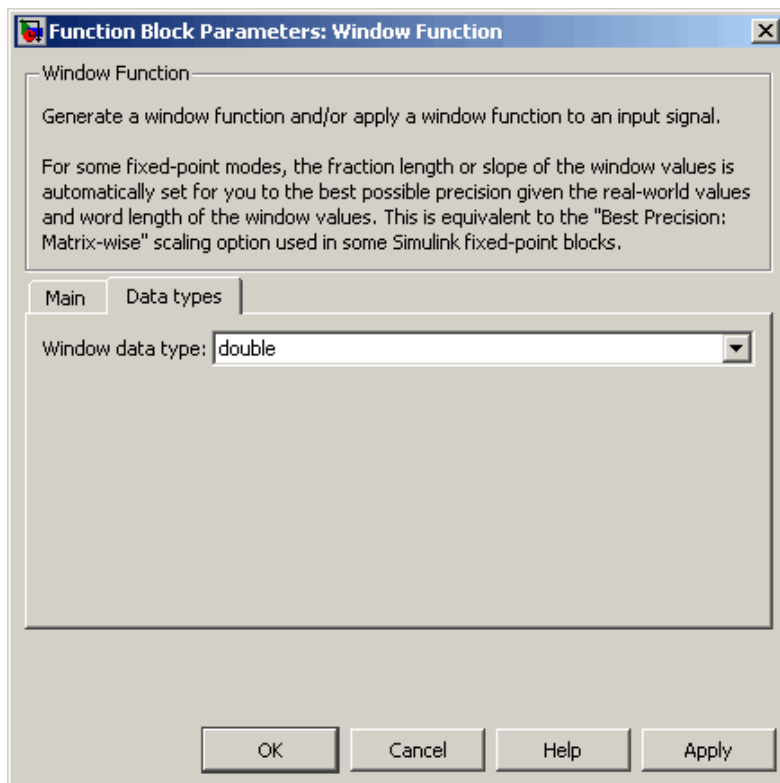 Function Block Parameters: Window Function
Window Function
Generate a window function and/or apply a window function to an input signal.
For some fixed-point modes, the fraction length or slope of the window values is
automatically set for you to the best possible precision given the real-world values
and word length of the window values. This is equivalent to the "Best Precision:
Matrix-wise" scaling option used in some Simulink fixed-point blocks.
Main Data types
Window data type: double
OK Cancel Help Apply